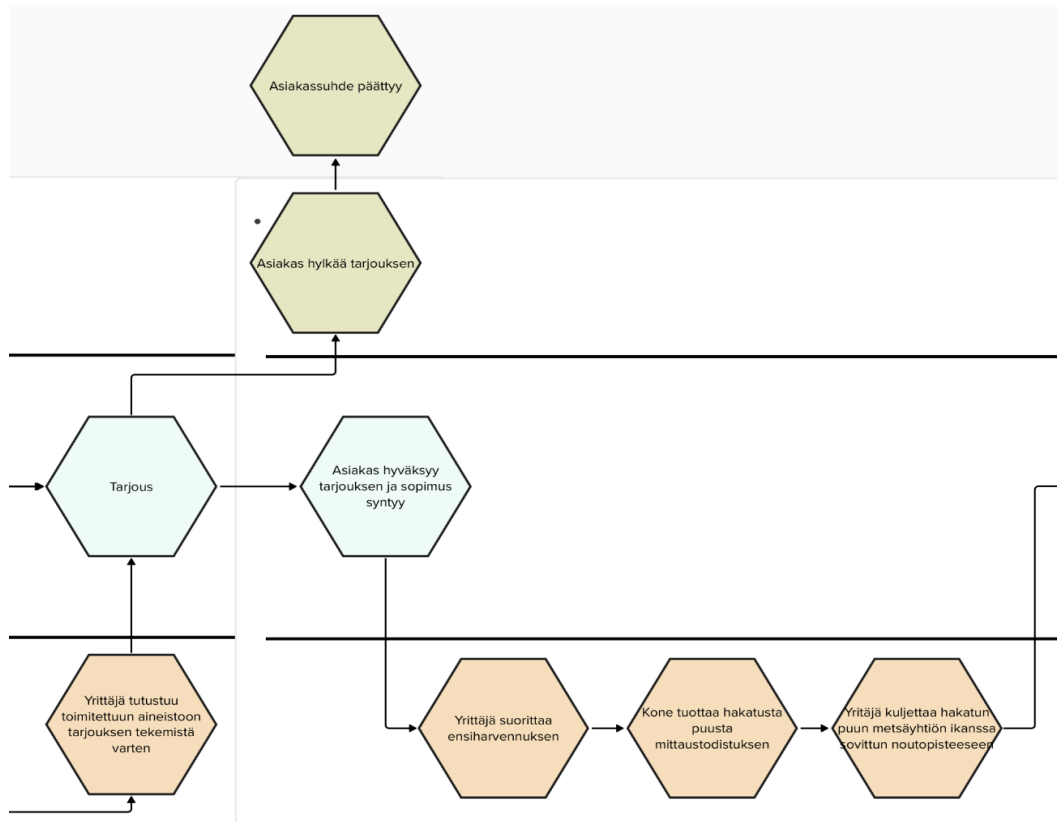 Asiakassuhde päättyy
Asiakas hylkää tarjouksen
Tarjous
Asiakas hyväksyy
tarjouksen ja sopimus
syntyy
Yrittäjä tutustuu
toimitettuun aineistoon
tarjouksen tekemistä
varten
Yrittäjä suorittaa
ensiharvennuksen
Kone tuottaa hakatusta
puusta
mittaustodistuksen
Yritäjä kuljettaa hakatun
puun metsäyhtiön ikanssa
sovittun noutopisteeseen